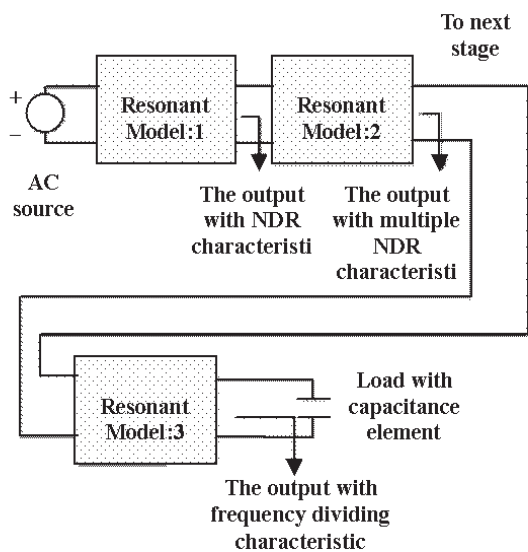 To next
stage
+
−
Resonant
Model:1
Resonant
Model:2
AC
source
The output
with NDR
characteristi
The output
with multiple
NDR
characteristi
Resonant
Model:3
Load with
capacitance
element
The output with
frequency dividing
characteristic